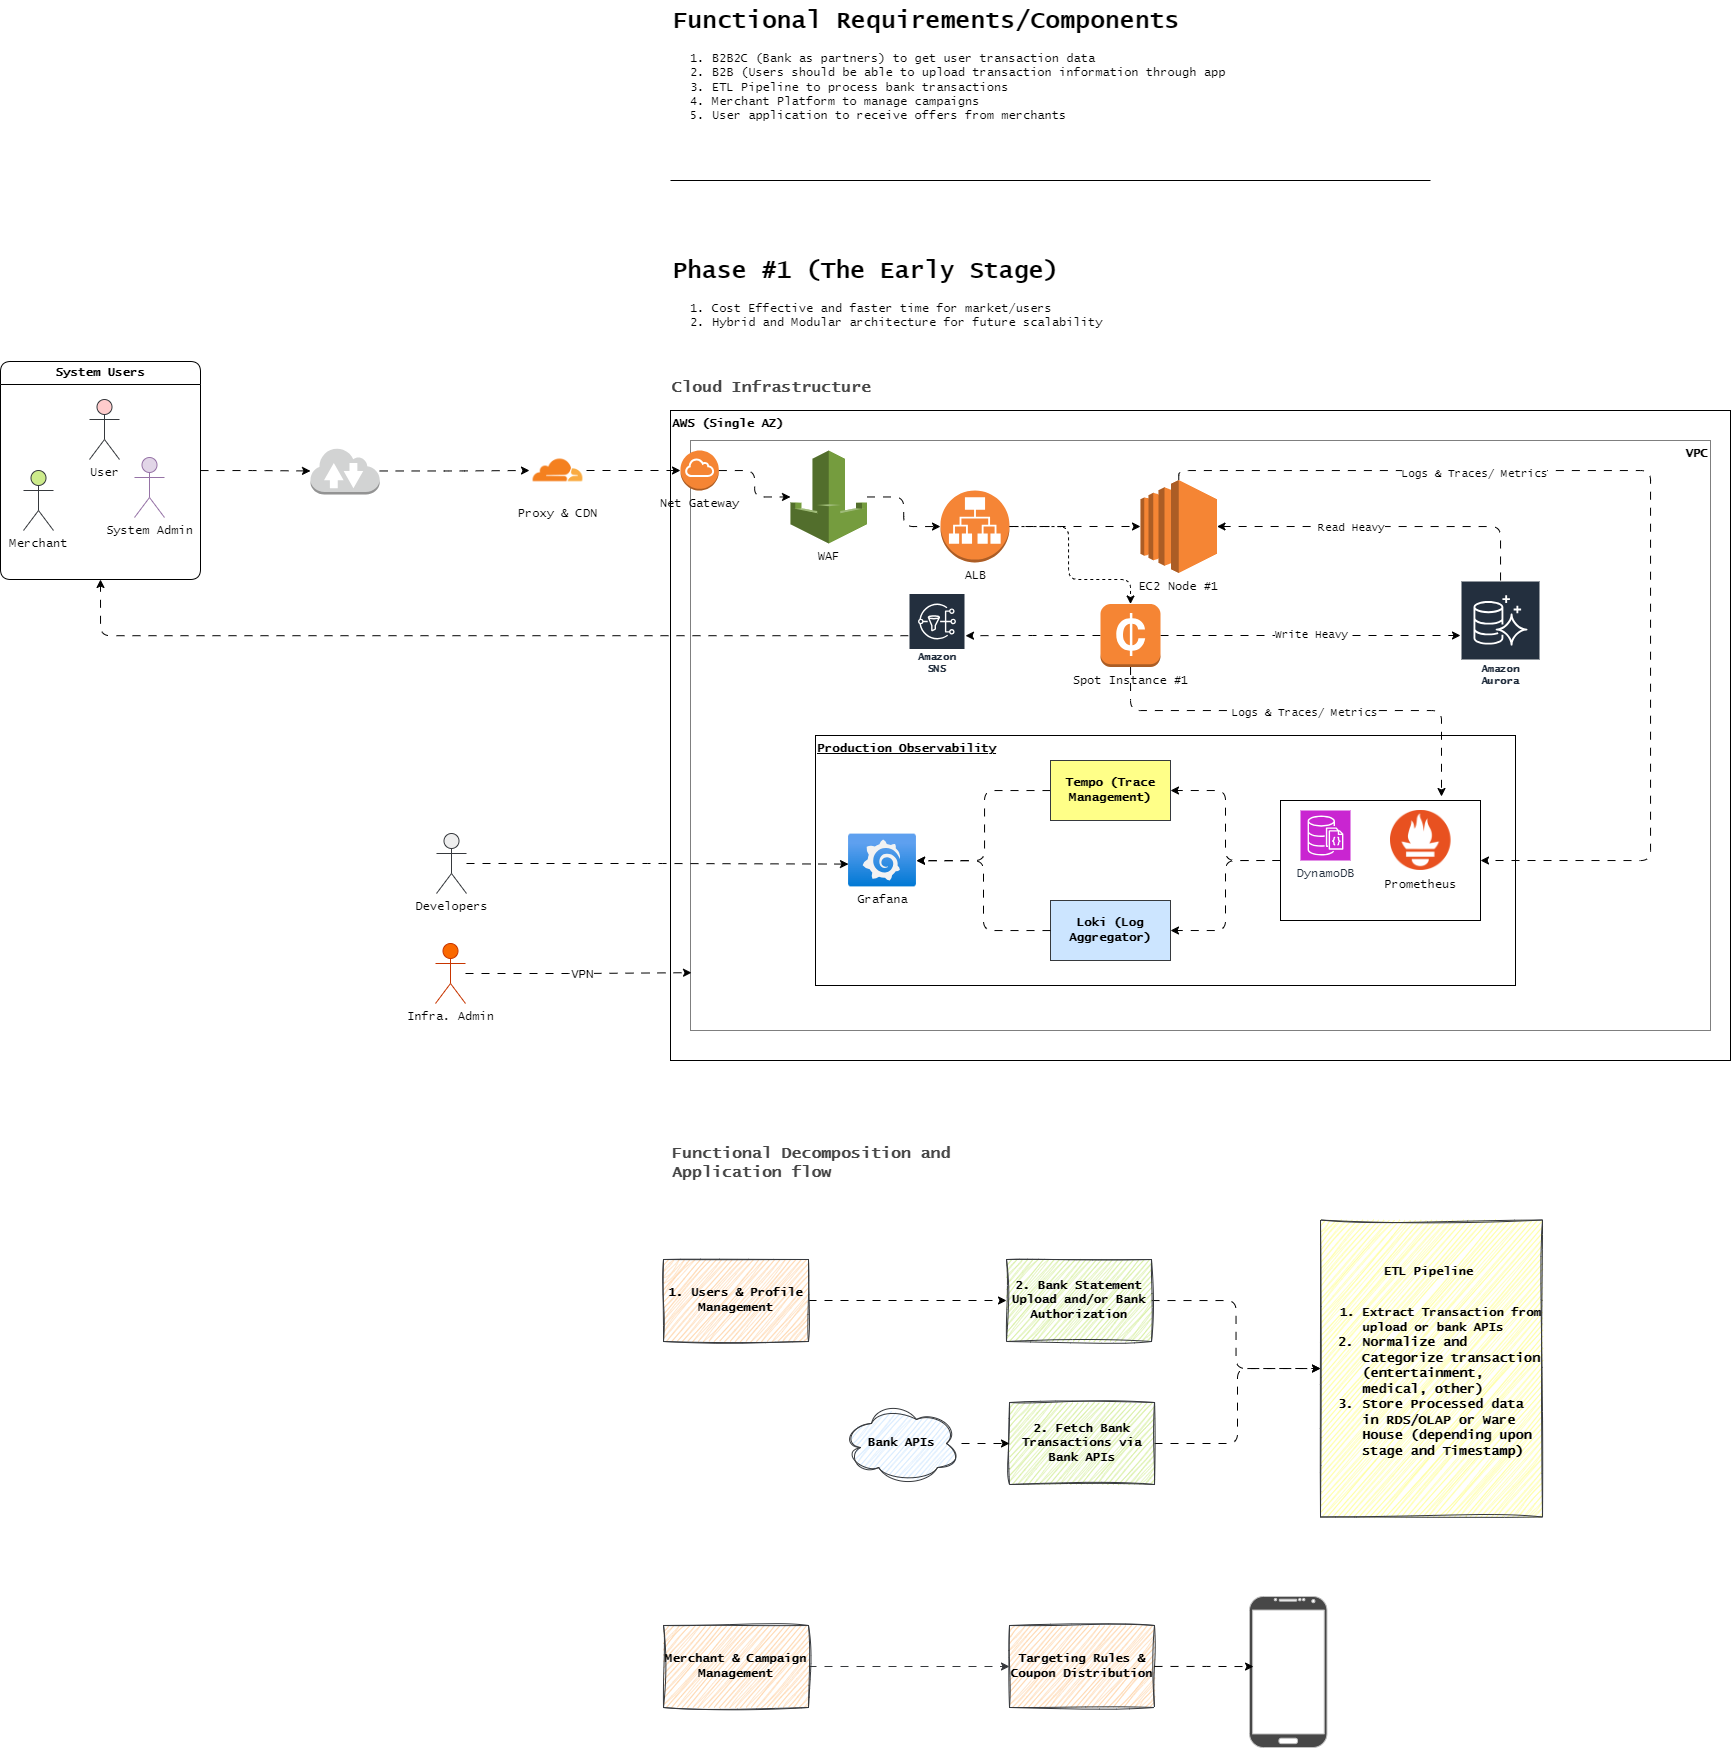 Functional Requirements/Components
1. B2B2C (Bank as partners) to get user transaction data
2. B2B (Users should be able to upload transaction information through app
3. ETL Pipeline to process bank transactions
4. Merchant Platform to manage campaigns
5. User application to receive offers from merchants
Phase #1 (The Early Stage)
1. Cost Effective and faster time for market/users
2. Hybrid and Modular architecture for future scalability
System Users
User
System Admin
Merchant
Cloud Infrastructure
AWS (Single AZ)
VPC
Proxy & CDN
Net Gateway
WAF
ALB
EC2 Node #1
Logs & Traces/ Metrics
Read Heavy
Amazon
SNS
Spot Instance #1
Write Heavy
Amazon
Aurora
Logs & Traces/ Metrics
Production Observability
Tempo (Trace
Management)
Grafana
Loki (Log
Aggregator)
DynamoDB
Prometheus
Developers
VPN
Infra. Admin
Functional Decomposition and
Application flow
1. Users & Profile
Management
2. Bank Statement
Upload and/or Bank
Authorization
Bank APIs
2. Fetch Bank
Transactions via
Bank APIs
ETL Pipeline
1. Extract Transaction from
upload or bank APIs
2. Normalize and
Categorize transaction
(entertainment,
medical, other)
3. Store Processed data
in RDS/OLAP or Ware
House (depending upon
stage and Timestamp)
Merchant & Campaign
Management
Targeting Rules &
Coupon Distribution